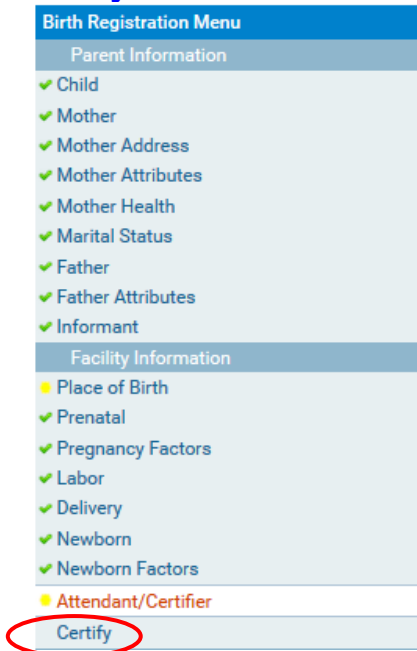 Birth Registration Menu
Parent Information
Child
Mother
Mother Address
Mother Attributes
Mother Health
Marital Status
Father
Father Attributes
Informant
Facility Information
Place of Birth
Prenatal
Pregnancy Factors
Labor
Delivery
Newborn
Newborn Factors
Attendant/Certifier
Certify